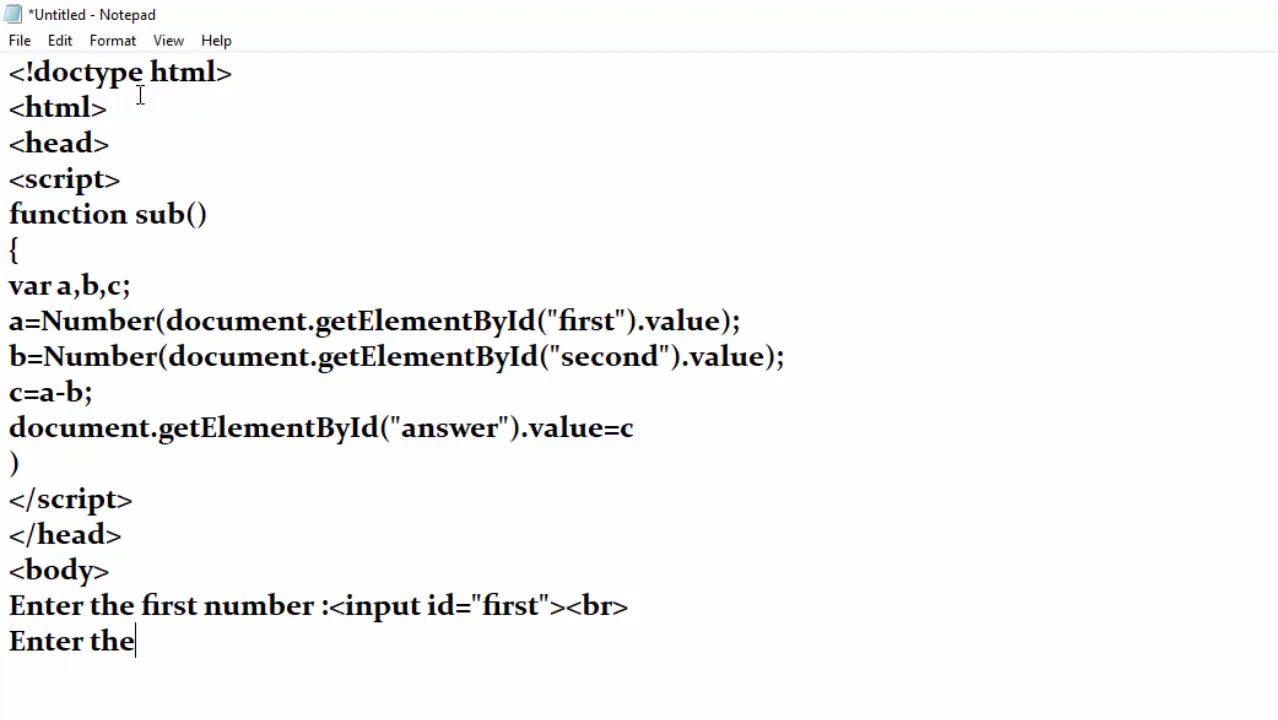 *Untitled - Notepad
File Edit Format View Help
<!doctype html>
<html>
<head>
<script>
function sub()
{
var a,b,c;
a=Number(document.getElementById("first").value);
b=Number(document.getElementById("second").value);
c=a-b;
document.getElementById("answer").value=c
)
</script>
</head>
<body>
Enter the first number :<input id="first"><br>
Enter the